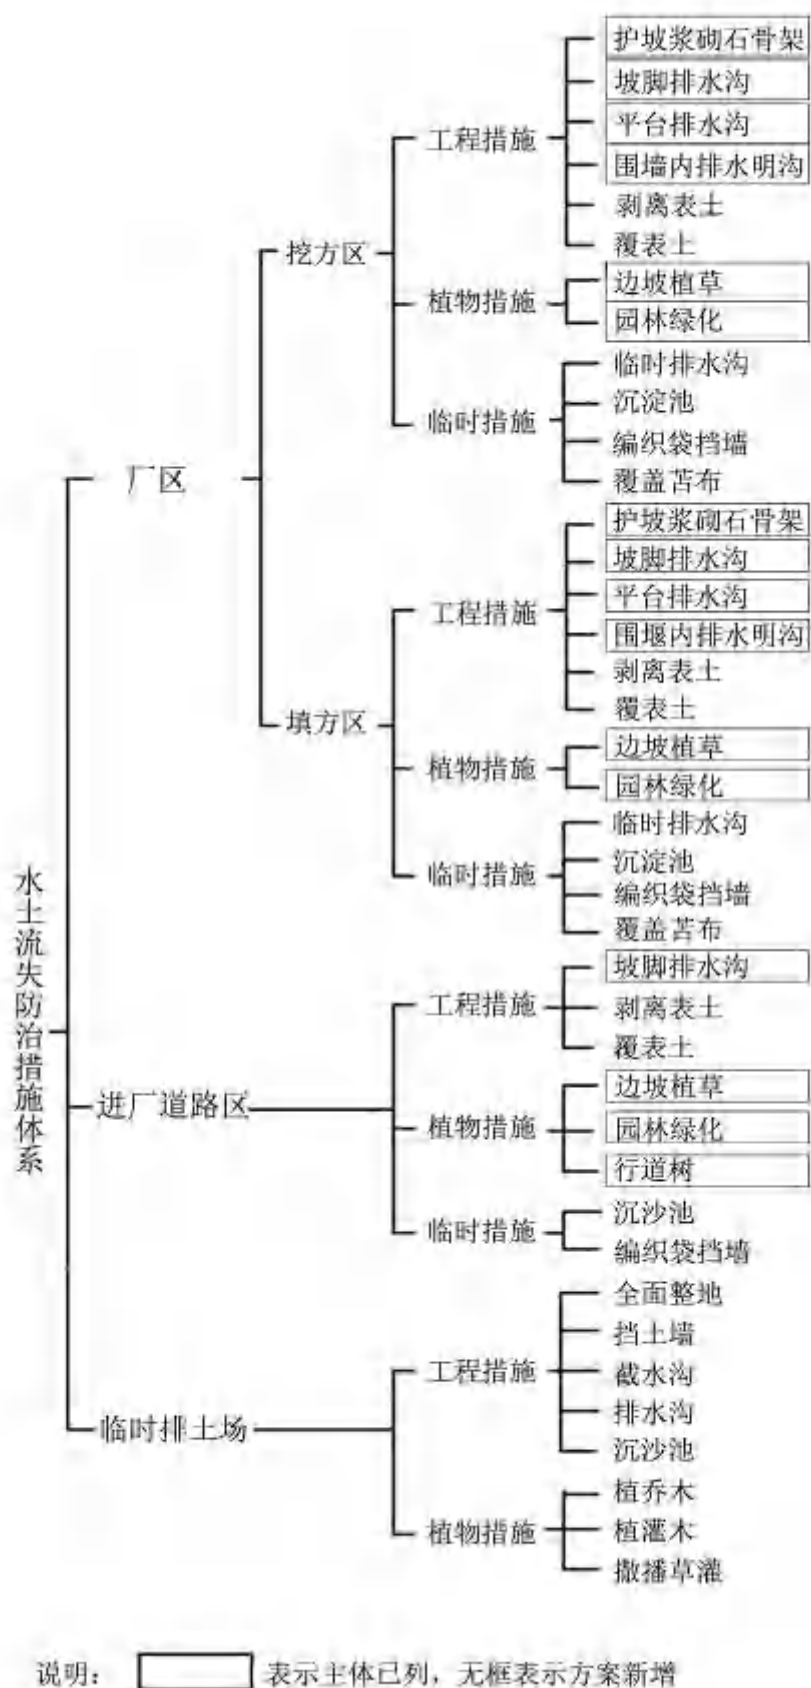 水土流失防治措施体系
厂区
挖方区
工程措施
护坡浆砌石骨架
坡脚排水沟
平台排水沟
围墙内排水明沟
剥离表土
覆表土
植物措施
边坡植草
园林绿化
临时措施
临时排水沟
沉淀池
编织袋挡墙
覆盖苫布
填方区
工程措施
护坡浆砌石骨架
坡脚排水沟
平台排水沟
围堰内排水明沟
剥离表土
覆表土
植物措施
边坡植草
园林绿化
临时措施
临时排水沟
沉淀池
编织袋挡墙
覆盖苫布
进厂道路区
工程措施
坡脚排水沟
剥离表土
覆表土
植物措施
边坡植草
园林绿化
行道树
临时措施
沉沙池
编织袋挡墙
临时排土场
工程措施
全面整地
挡土墙
截水沟
排水沟
沉沙池
植物措施
植乔木
植灌木
撒播草灌
说明： 表示主体已列，无框表示方案新增